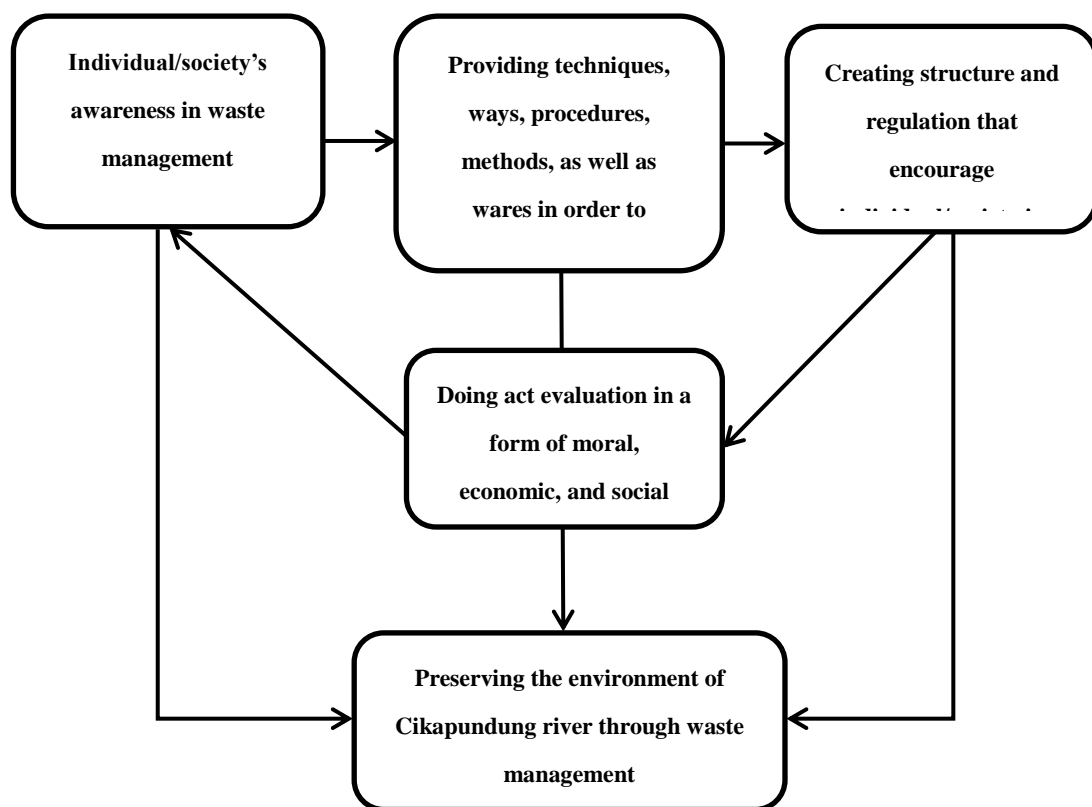 Individual/society's
awareness in waste
management
Providing techniques,
ways, procedures,
methods, as well as
wares in order to
Creating structure and
regulation that
encourage
Doing act evaluation in a
form of moral,
economic, and social
Preserving the environment of
Cikapundung river through waste
management